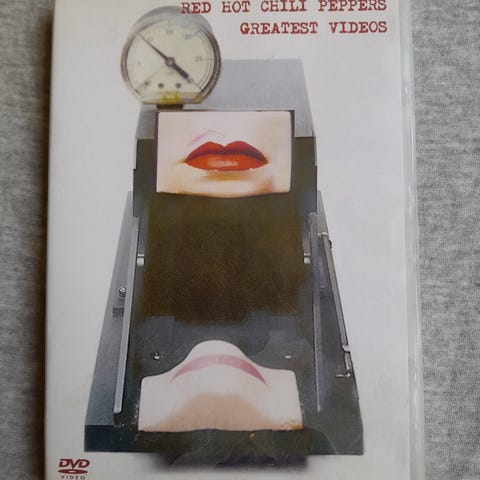 RED HOT CHILI PEPPERS
GREATEST VIDEOS
DVD
VIDEO